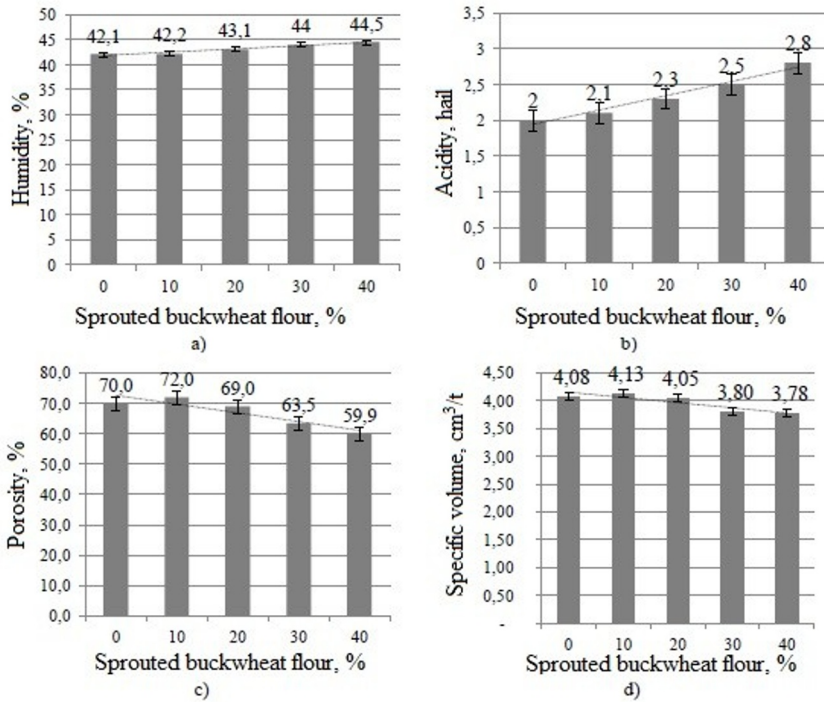 50
45
40
35
30
25
20
15
10
5
0
Humidity, %
42,1 42,2 43,1 44 44,5
0 10 20 30 40
Sprouted buckwheat flour, %
a)
3,5
3
2,5
2
1,5
1
0,5
0
Acidity, hail
2 2,1 2,3 2,5 2,8
0 10 20 30 40
Sprouted buckwheat flour, %
b)
80,0
70,0
60,0
50,0
40,0
30,0
20,0
10,0
0,0
Porosity, %
70,0 72,0 69,0 63,5 59,9
0 10 20 30 40
Sprouted buckwheat flour, %
c)
4,50
4,00
3,50
3,00
2,50
2,00
1,50
1,00
0,50
-
Specific volume, cm³/t
4,08 4,13 4,05 3,80 3,78
0 10 20 30 40
Sprouted buckwheat flour, %
d)